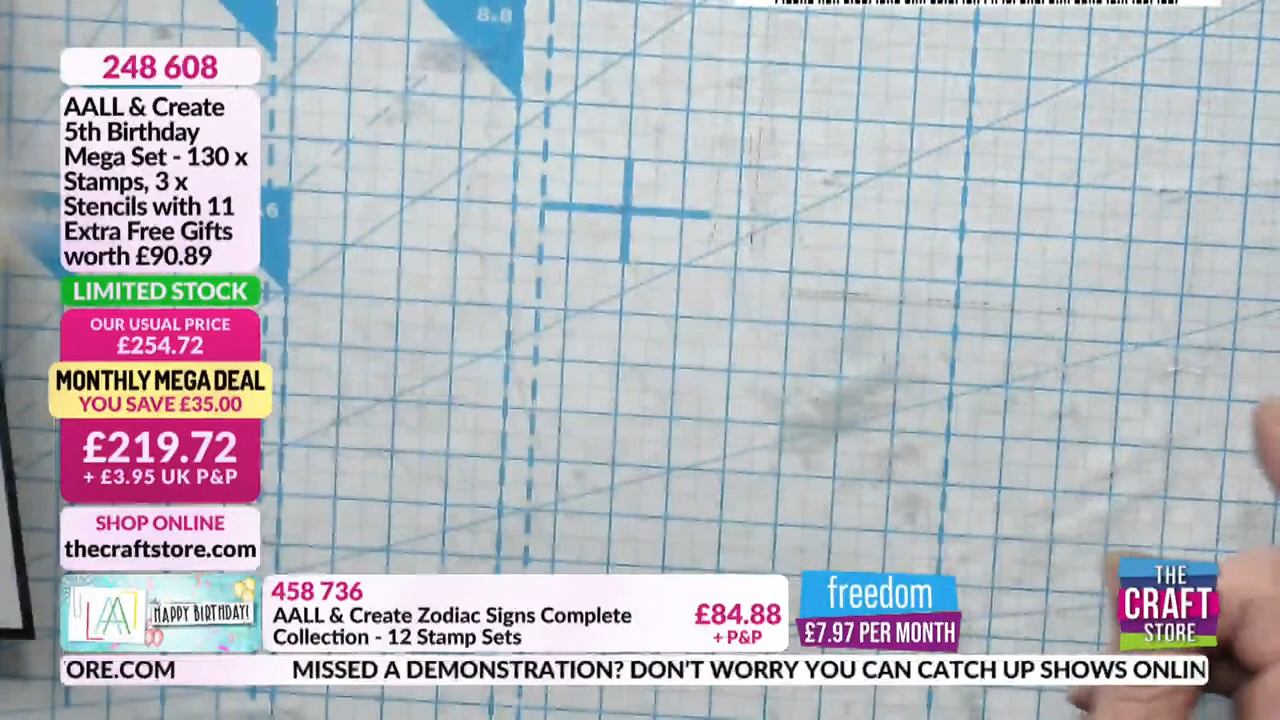 8.8
248 608
AALL & Create
5th Birthday
Mega Set - 130 x
Stamps, 3 x
Stencils with 11
Extra Free Gifts
worth £90.89
6
LIMITED STOCK
OUR USUAL PRICE
£254.72
MONTHLY MEGA DEAL
YOU SAVE £35.00
£219.72
+ £3.95 UK P&P
SHOP ONLINE
thecraftstore.com
LAA
HAPPY BIRTHDAY!
458 736
AALL & Create Zodiac Signs Complete
Collection - 12 Stamp Sets
£84.88
+ P&P
freedom
£7.97 PER MONTH
THE
CRAFT
STORE
ORE.COM MISSED A DEMONSTRATION? DON'T WORRY YOU CAN CATCH UP SHOWS ONLIN